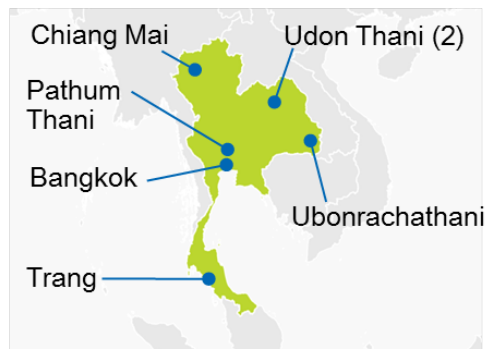 Chiang Mai
Udon Thani (2)
Pathum
Thani
Bangkok
Ubonrachathani
Trang